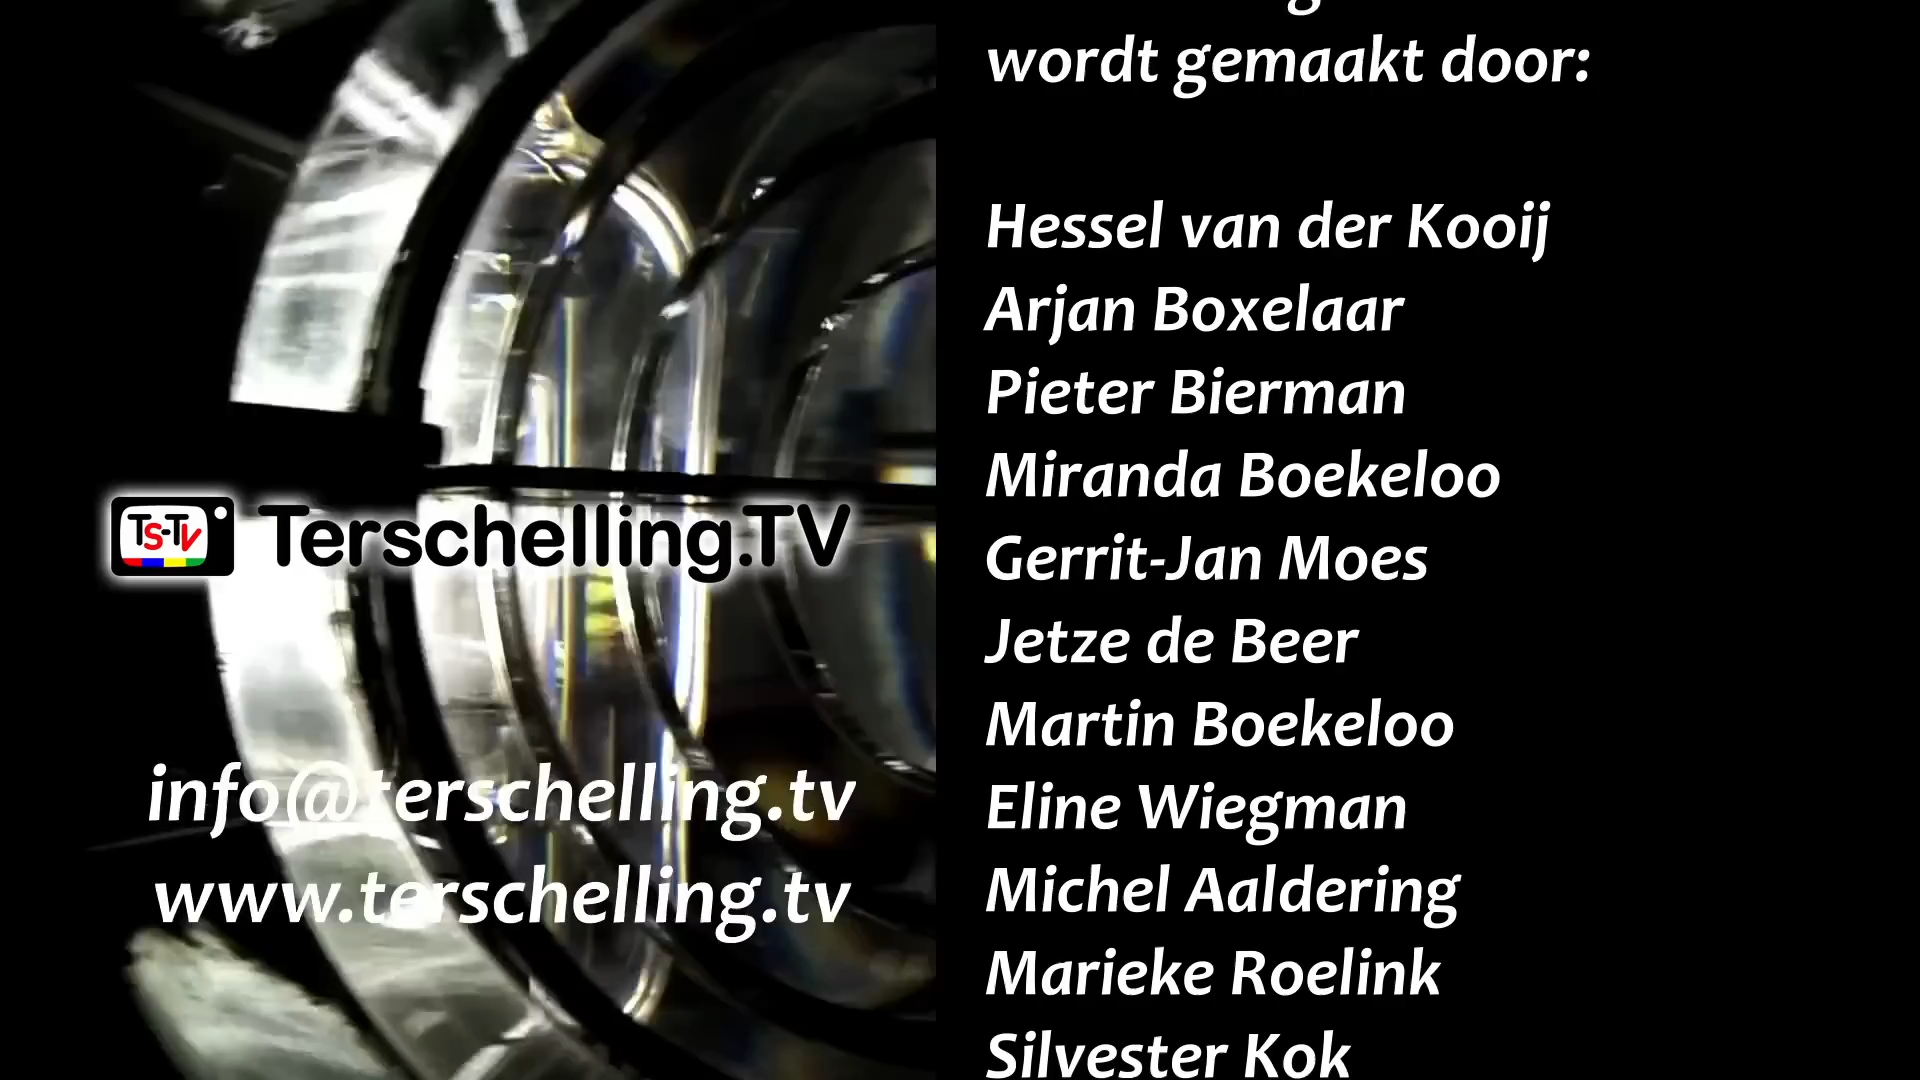 TS-TV Terschelling.TV
info@terschelling.tv
www.terschelling.tv
wordt gemaakt door:
Hessel van der Kooij
Arjan Boxelaar
Pieter Bierman
Miranda Boekeloo
Gerrit-Jan Moes
Jetze de Beer
Martin Boekeloo
Eline Wiegman
Michel Aaldering
Marieke Roelink
Silvester Kok